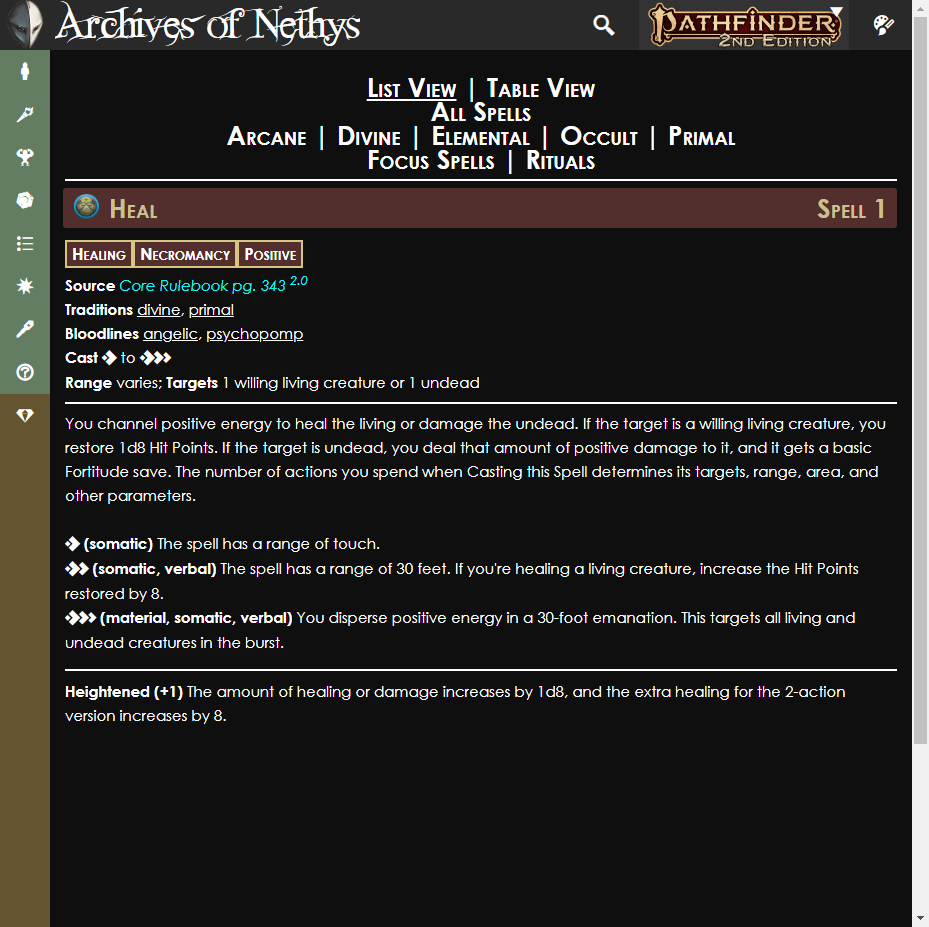 Archives of Nethys
PATHFINDER
2ND EDITION
List View | Table View
All Spells
Arcane | Divine | Elemental | Occult | Primal
Focus Spells | Rituals
Heal Spell 1
Healing Necromancy Positive
Source Core Rulebook pg. 343 2.0
Traditions divine, primal
Bloodlines angelic, psychopomp
Cast to
Range varies; Targets 1 willing living creature or 1 undead
You channel positive energy to heal the living or damage the undead. If the target is a willing living creature, you
restore 1d8 Hit Points. If the target is undead, you deal that amount of positive damage to it, and it gets a basic
Fortitude save. The number of actions you spend when Casting this Spell determines its targets, range, area, and
other parameters.
(somatic) The spell has a range of touch.
(somatic, verbal) The spell has a range of 30 feet. If you're healing a living creature, increase the Hit Points
restored by 8.
(material, somatic, verbal) You disperse positive energy in a 30-foot emanation. This targets all living and
undead creatures in the burst.
Heightened (+1) The amount of healing or damage increases by 1d8, and the extra healing for the 2-action
version increases by 8.